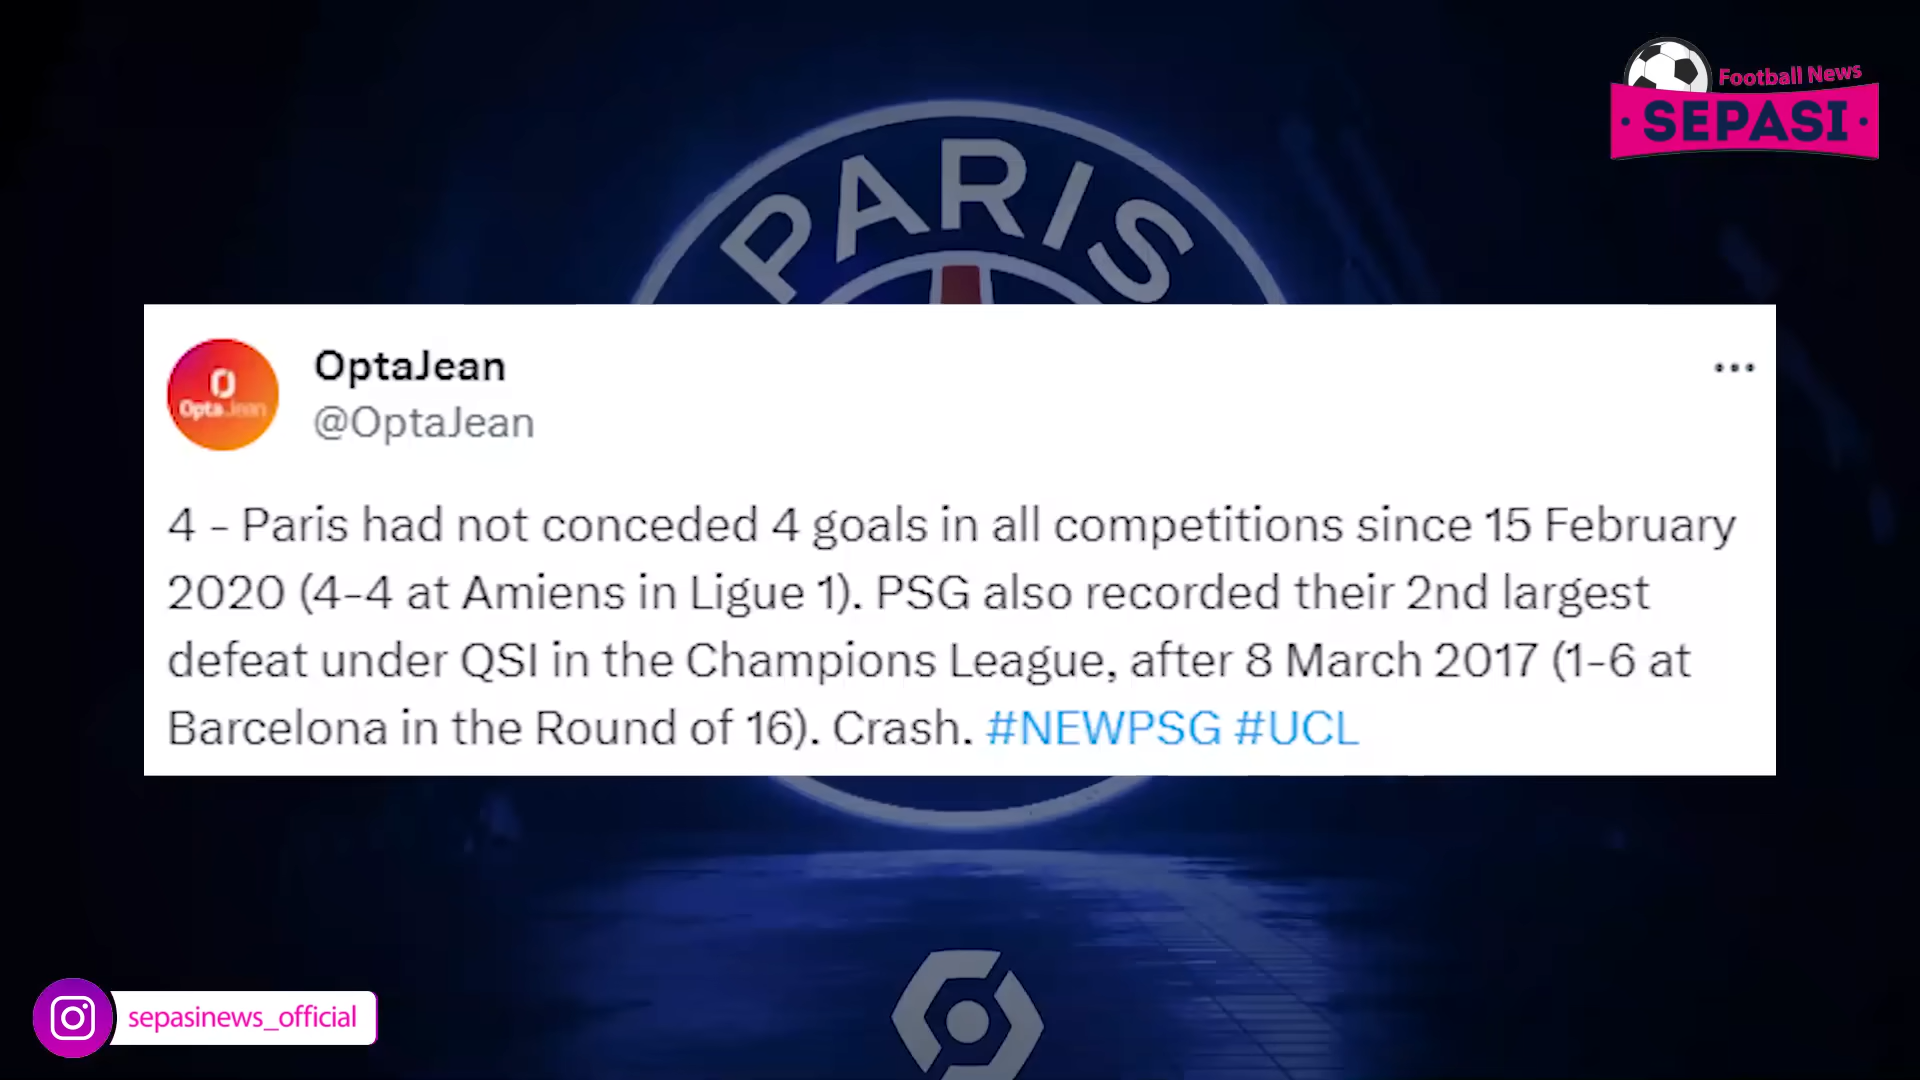 PARIS
Football News
• SEPASI •
OptaJean
Opta Jean
@OptaJean
4 - Paris had not conceded 4 goals in all competitions since 15 February
2020 (4-4 at Amiens in Ligue 1). PSG also recorded their 2nd largest
defeat under QSI in the Champions League, after 8 March 2017 (1-6 at
Barcelona in the Round of 16). Crash. #NEWPSG #UCL
sepasinews_official